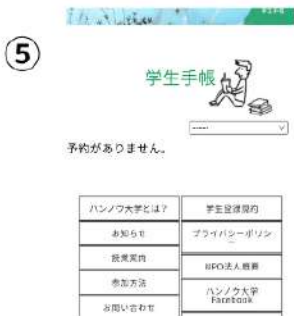 ⑤
学生手帳
予約がありません。
ハンノウ大学とは？
学生登録規約
お知らせ
プライバシーポリシー
授業案内
NPO法人概要
参加方法
ハンノウ大学
Facebook
お問い合わせ